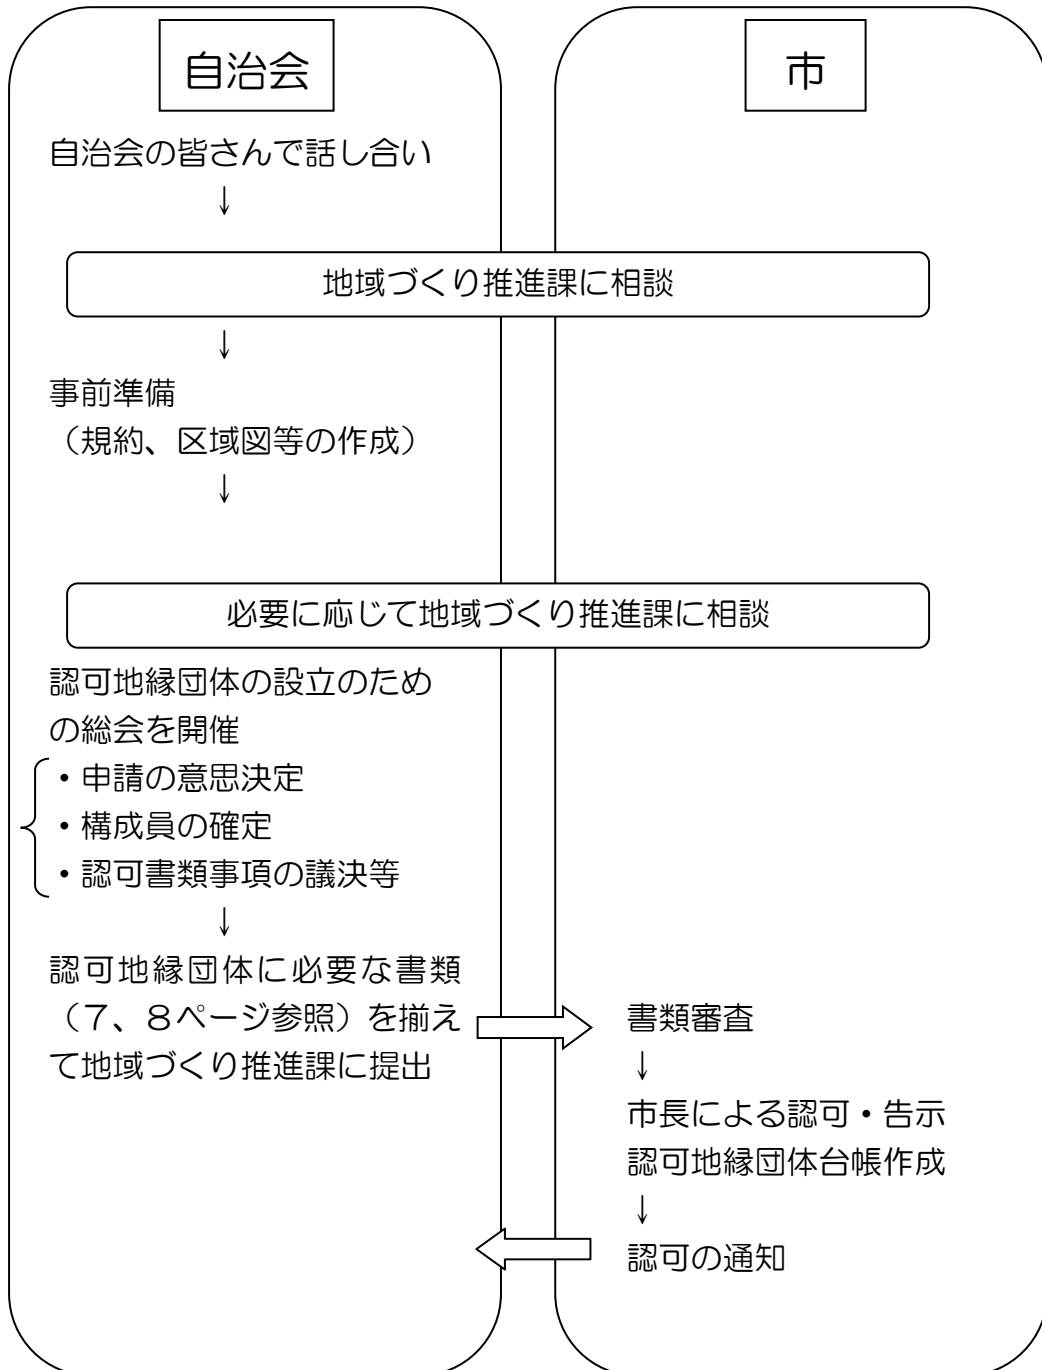 自治会
市
自治会の皆さんで話し合い
↓
地域づくり推進課に相談
↓
事前準備
（規約、区域図等の作成）
↓
必要に応じて地域づくり推進課に相談
認可地縁団体の設立のため
の総会を開催
・申請の意思決定
・構成員の確定
・認可書類事項の議決等
↓
認可地縁団体に必要な書類
（７、８ページ参照）を揃え
て地域づくり推進課に提出
書類審査
↓
市長による認可・告示
認可地縁団体台帳作成
↓
認可の通知